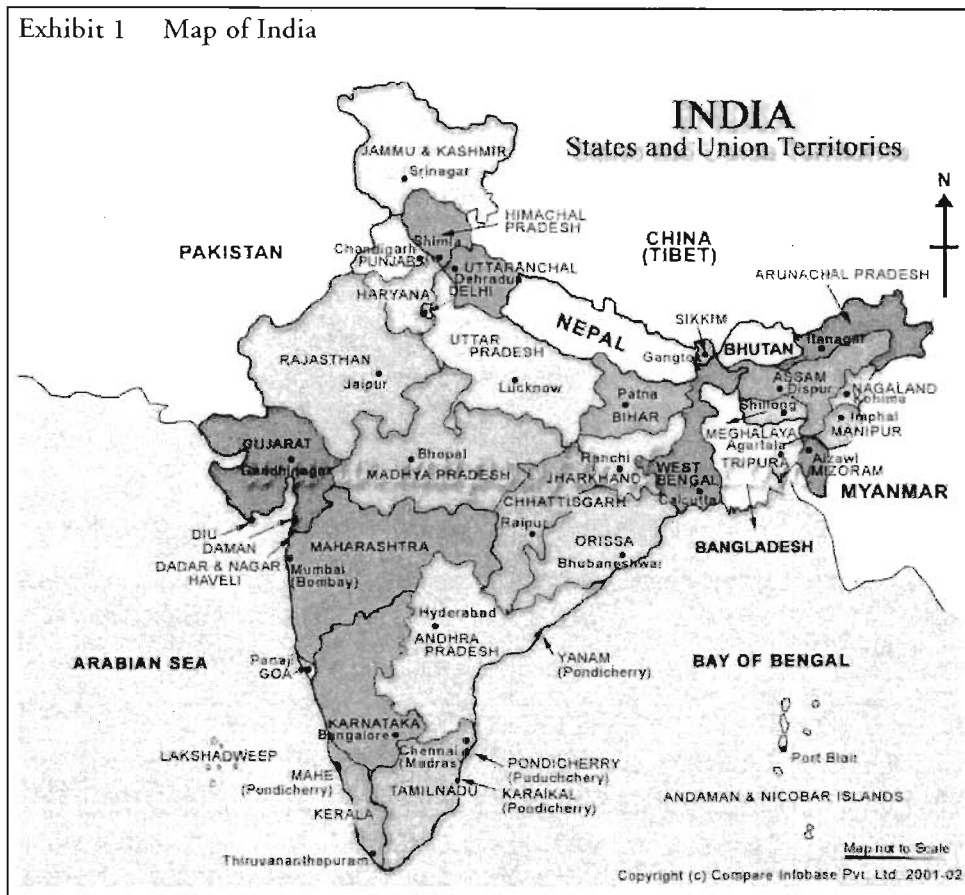 Exhibit 1 Map of India
INDIA
States and Union Territories
N
JAMMU & KASHMIR
Srinagar
HIMACHAL
PRADESH
PAKISTAN
CHINA
(TIBET)
Shimla
Chandigarh
PUNJAB
UTTARANCHAL
Dehradun
ARUNACHAL PRADESH
HARYANA
DELHI
NEPAL
SIKKIM
RAJASTHAN
Jaipur
UTTAR
PRADESH
Lucknow
Gangtok
BHUTAN
Itanagar
ASSAM
Dispur
NAGALAND
Kohima
Patna
BIHAR
Shillong
Imphal
MANIPUR
MEGHALAYA
Agartala
TRIPURA
Aizawl
MIZORAM
GUJARAT
Gandhinagar
Bhopal
MADHYA PRADESH
Ranchi
JHARKHAND
WEST
BENGAL
Calcutta
MYANMAR
CHHATTISGARH
Raipur
DIU
DAMAN
DADAR & NAGAR
HAVELI
MAHARASHTRA
Mumbai
(Bombay)
ORISSA
Bhubaneshwar
BANGLADESH
Hyderabad
ANDHRA
PRADESH
ARABIAN SEA
Panaji
GOA
YANAM
(Pondicherry)
BAY OF BENGAL
KARNATAKA
Bangalore
LAKSHADWEEP
Chennai
(Madras)
PONDICHERRY
(Puduchchery)
Port Blair
MAHE
(Pondicherry)
TAMILNADU
KARAIKAL
(Pondicherry)
ANDAMAN & NICOBAR ISLANDS
KERALA
Thiruvananthapuram
Map not to Scale
Copyright (c) Compare Infobase Pvt. Ltd. 2001-02